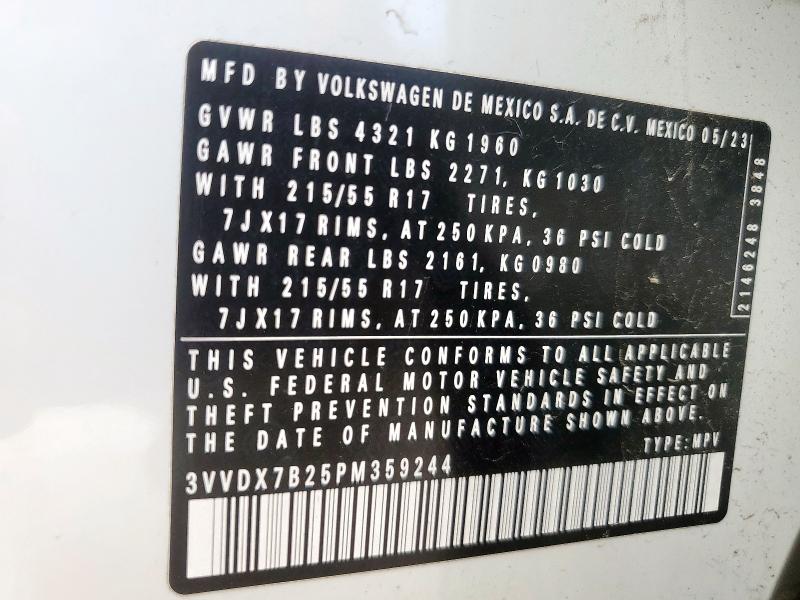 MFD BY VOLKSWAGEN DE MEXICO S.A. DE C.V. MEXICO 05/23
GVWR LBS 4321 KG 1960
GAWR FRONT LBS 2271, KG 1030
WITH 215/55 R17 TIRES,
7JX17 RIMS, AT 250 KPA, 36 PSI COLD
GAWR REAR LBS 2161, KG 0980
WITH 215/55 R17 TIRES,
7JX17 RIMS, AT 250 KPA, 36 PSI COLD
2146248 3848
THIS VEHICLE CONFORMS TO ALL APPLICABLE
U.S. FEDERAL MOTOR VEHICLE SAFETY AND
THEFT PREVENTION STANDARDS IN EFFECT ON
THE DATE OF MANUFACTURE SHOWN ABOVE.
TYPE: MPV
3VVDX7B25PM359244